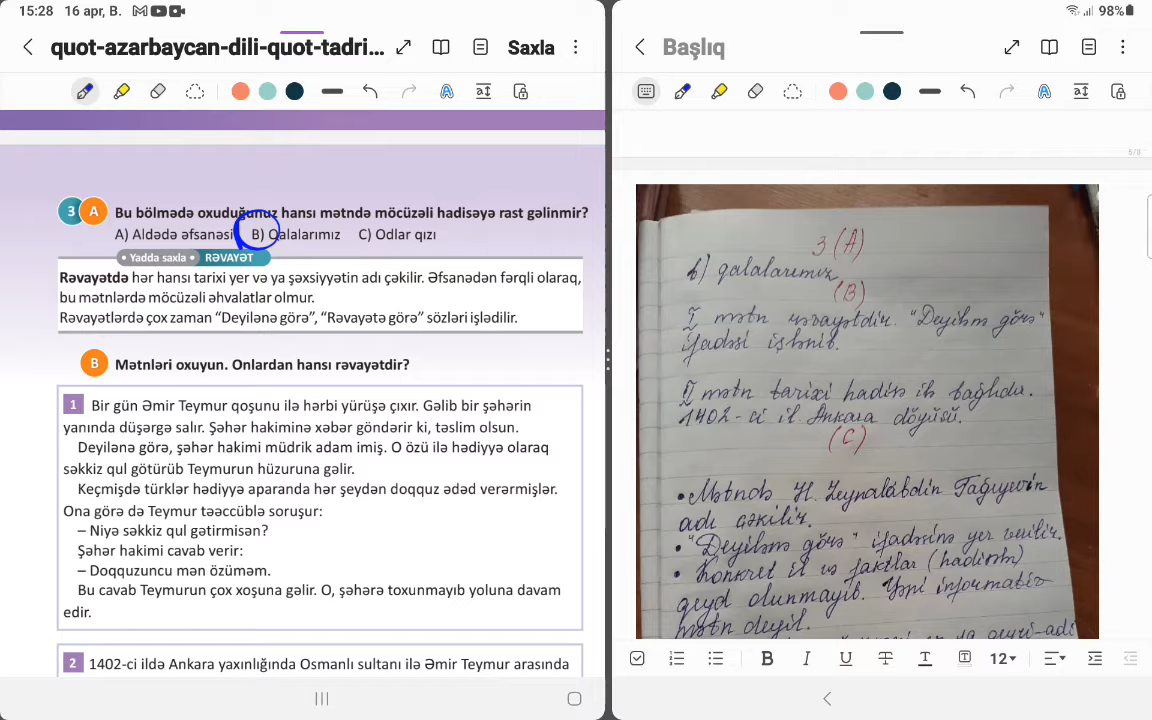 15:28 16 apr, B.
98%
quot-azarbaycan-dili-quot-tadri...
Saxla
3 A Bu bölmədə oxuduğunuz hansı mətndə möcüzəli hadisəyə rast gəlinmir?
A) Aldədə əfsanəsi B) Qalalarımız C) Odlar qızı
• Yadda saxla • RƏVAYƏT
Rəvayətdə hər hansı tarixi yer və ya şəxsiyyətin adı çəkilir. Əfsanədən fərqli olaraq,
bu mətnlərdə möcüzəli əhvalatlar olmur.
Rəvayətlərdə çox zaman “Deyilənə görə”, “Rəvayətə görə” sözləri işlədilir.
B Mətnləri oxuyun. Onlardan hansı rəvayətdir?
1 Bir gün Əmir Teymur qoşunu ilə hərbi yürüşə çıxır. Gəlib bir şəhərin
yanında düşərgə salır. Şəhər hakiminə xəbər göndərir ki, təslim olsun.
Deyilənə görə, şəhər hakimi müdrik adam imiş. O özü ilə hədiyyə olaraq
səkkiz qul götürüb Teymurun hüzuruna gəlir.
Keçmişdə türklər hədiyyə aparanda hər şeydən doqquz ədəd verərmişlər.
Ona görə də Teymur təəccüblə soruşur:
– Niyə səkkiz qul gətirmisən?
Şəhər hakimi cavab verir:
– Doqquzuncu mən özüməm.
Bu cavab Teymurun çox xoşuna gəlir. O, şəhərə toxunmayıb yoluna davam
edir.
2 1402-ci ildə Ankara yaxınlığında Osmanlı sultanı ilə Əmir Teymur arasında
Başlıq
5/8
3 (A)
b) qalalarımız
(B)
I mətn rəvayətdir. "Deyilənə görə"
ifadəsi işlənib.
II mətn tarixi hadisə ilə bağlıdır.
1402-ci il Ankara döyüşü.
(C)
• Mətndə H. Zeynalabdin Tağıyevin
adı çəkilir.
• "Deyilənə görə" ifadəsinə yer verilir.
• Konkret il və faktlar (hadisələr)
qeyd olunmayıb. Yəni informativ
mətn deyil.
və ya qeyri-adi
B I U T T 12